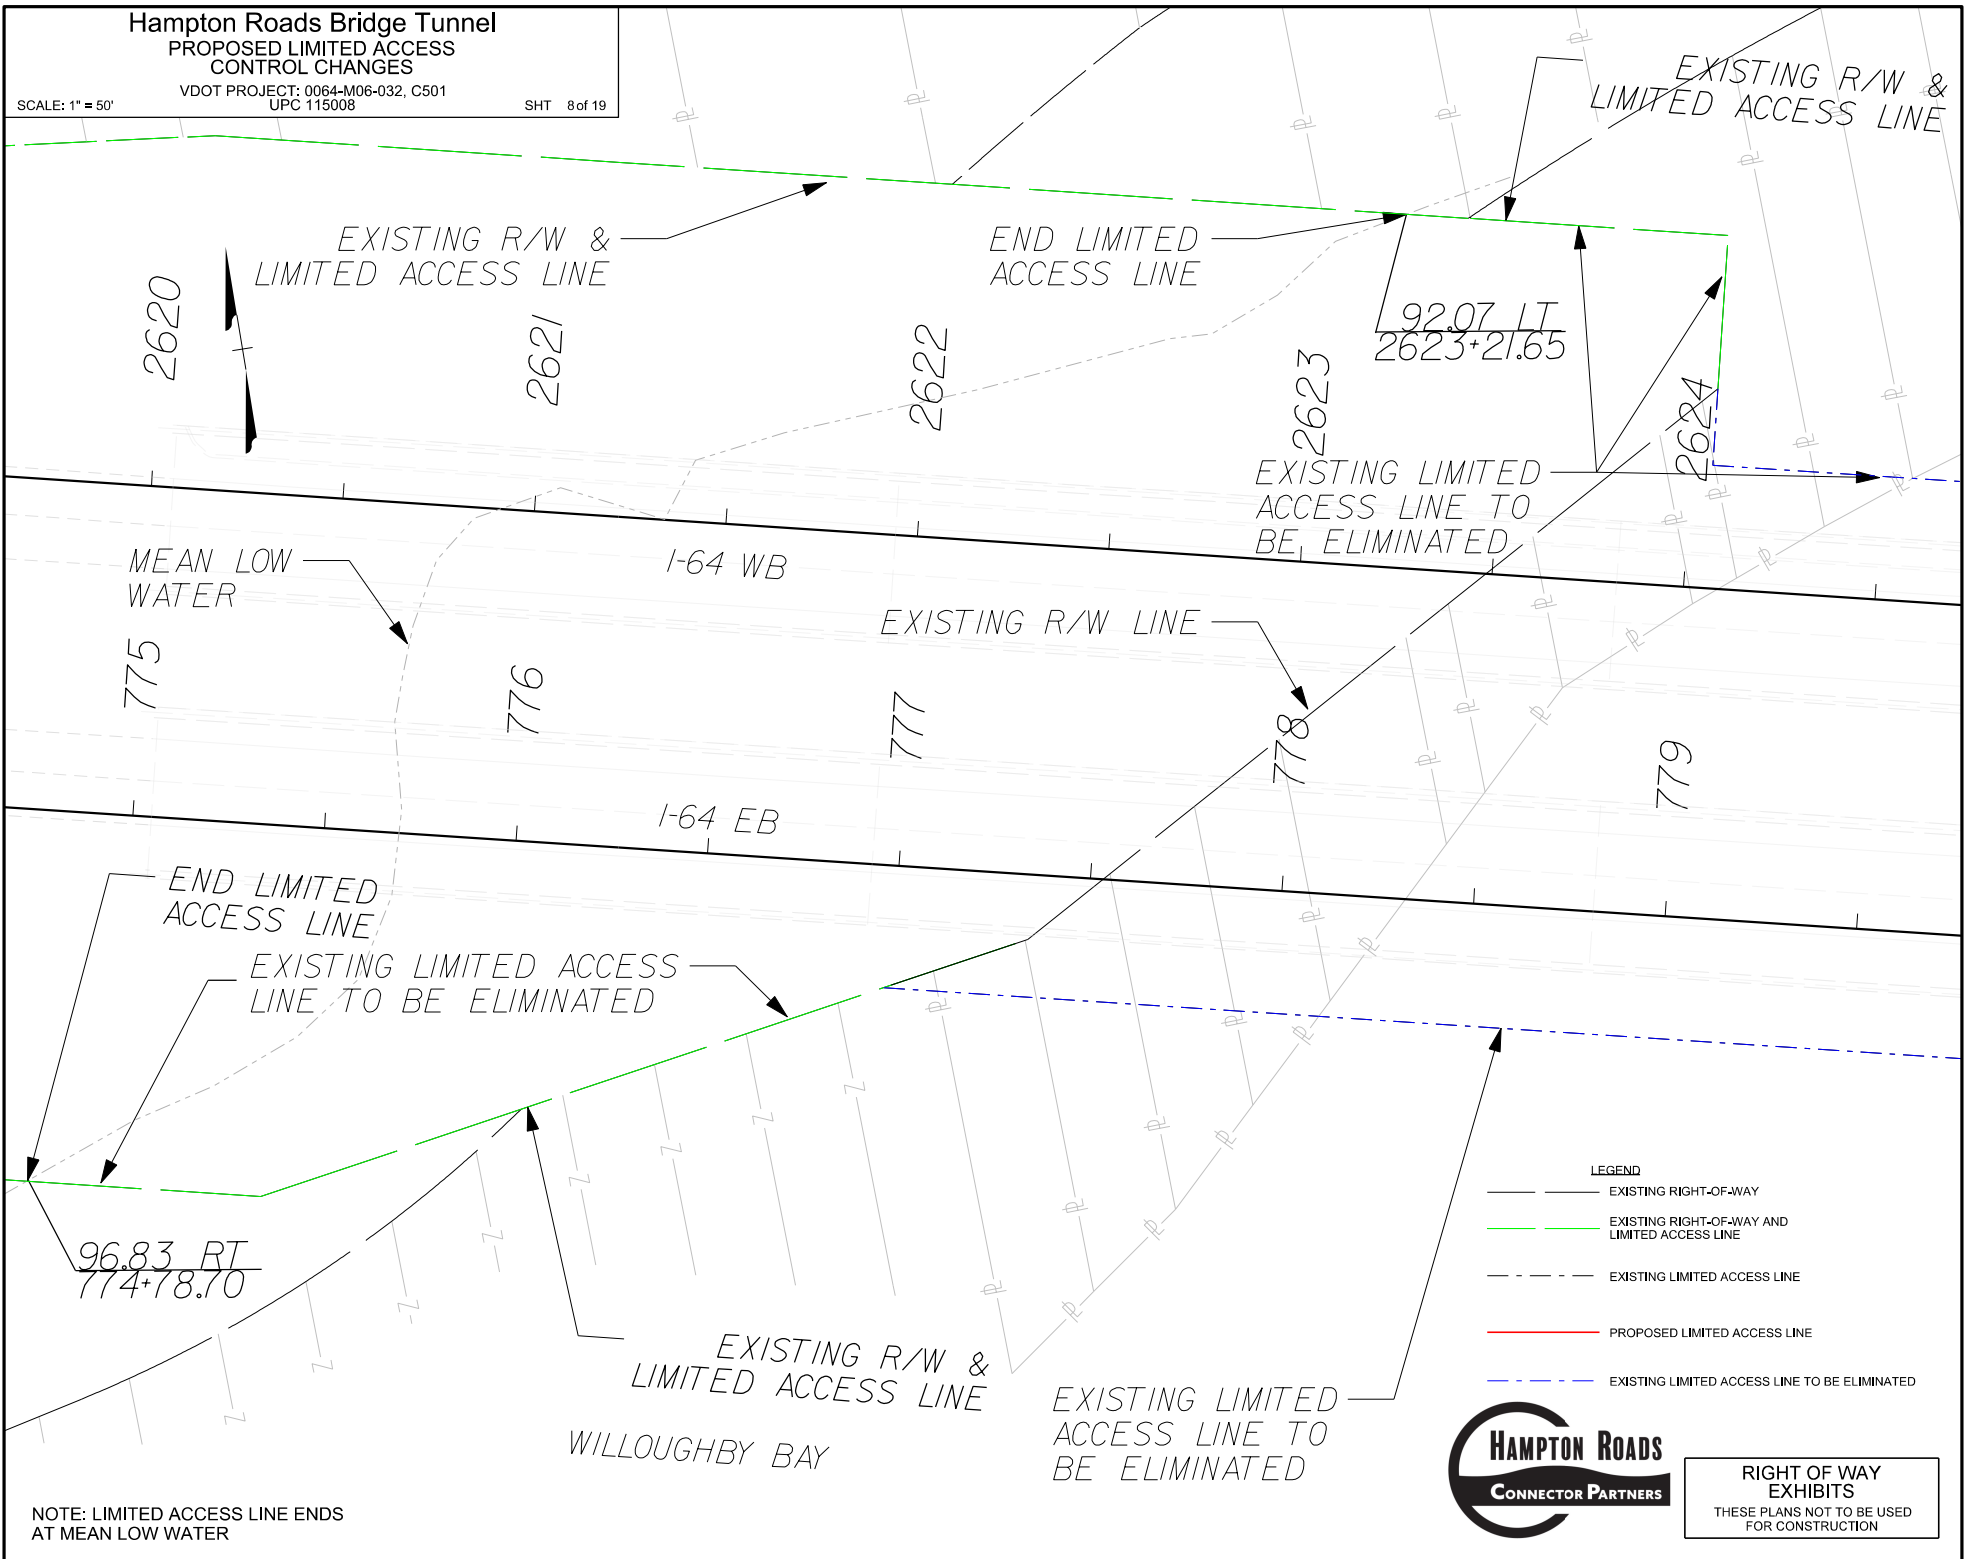 Hampton Roads Bridge Tunnel
PROPOSED LIMITED ACCESS
CONTROL CHANGES
VDOT PROJECT: 0064-M06-032, C501
UPC 115008
SCALE: 1" = 50'
SHT 8 of 19
EXISTING R/W &
LIMITED ACCESS LINE
EXISTING R/W &
LIMITED ACCESS LINE
END LIMITED
ACCESS LINE
92.07 LT
2623+21.65
2620
2621
2622
2623
2624
EXISTING LIMITED
ACCESS LINE TO
BE ELIMINATED
I-64 WB
MEAN LOW
WATER
EXISTING R/W LINE
775
776
777
778
779
I-64 EB
END LIMITED
ACCESS LINE
EXISTING LIMITED ACCESS
LINE TO BE ELIMINATED
96.83 RT
774+78.70
EXISTING R/W &
LIMITED ACCESS LINE
WILLOUGHBY BAY
EXISTING LIMITED
ACCESS LINE TO
BE ELIMINATED
LEGEND
EXISTING RIGHT-OF-WAY
EXISTING RIGHT-OF-WAY AND
LIMITED ACCESS LINE
EXISTING LIMITED ACCESS LINE
PROPOSED LIMITED ACCESS LINE
EXISTING LIMITED ACCESS LINE TO BE ELIMINATED
HAMPTON ROADS
CONNECTOR PARTNERS
RIGHT OF WAY
EXHIBITS
THESE PLANS NOT TO BE USED
FOR CONSTRUCTION
NOTE: LIMITED ACCESS LINE ENDS
AT MEAN LOW WATER